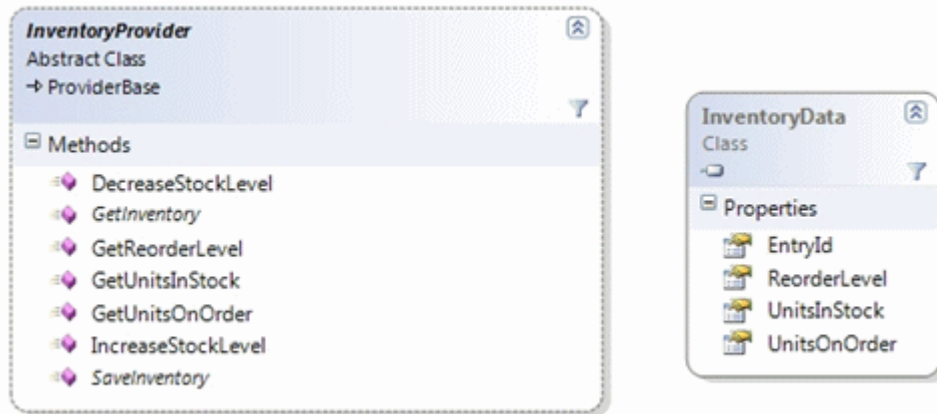 InventoryProvider
Abstract Class
ProviderBase
Methods
DecreaseStockLevel
GetInventory
GetReorderLevel
GetUnitsInStock
GetUnitsOnOrder
IncreaseStockLevel
SaveInventory
InventoryData
Class
Properties
EntryId
ReorderLevel
UnitsInStock
UnitsOnOrder